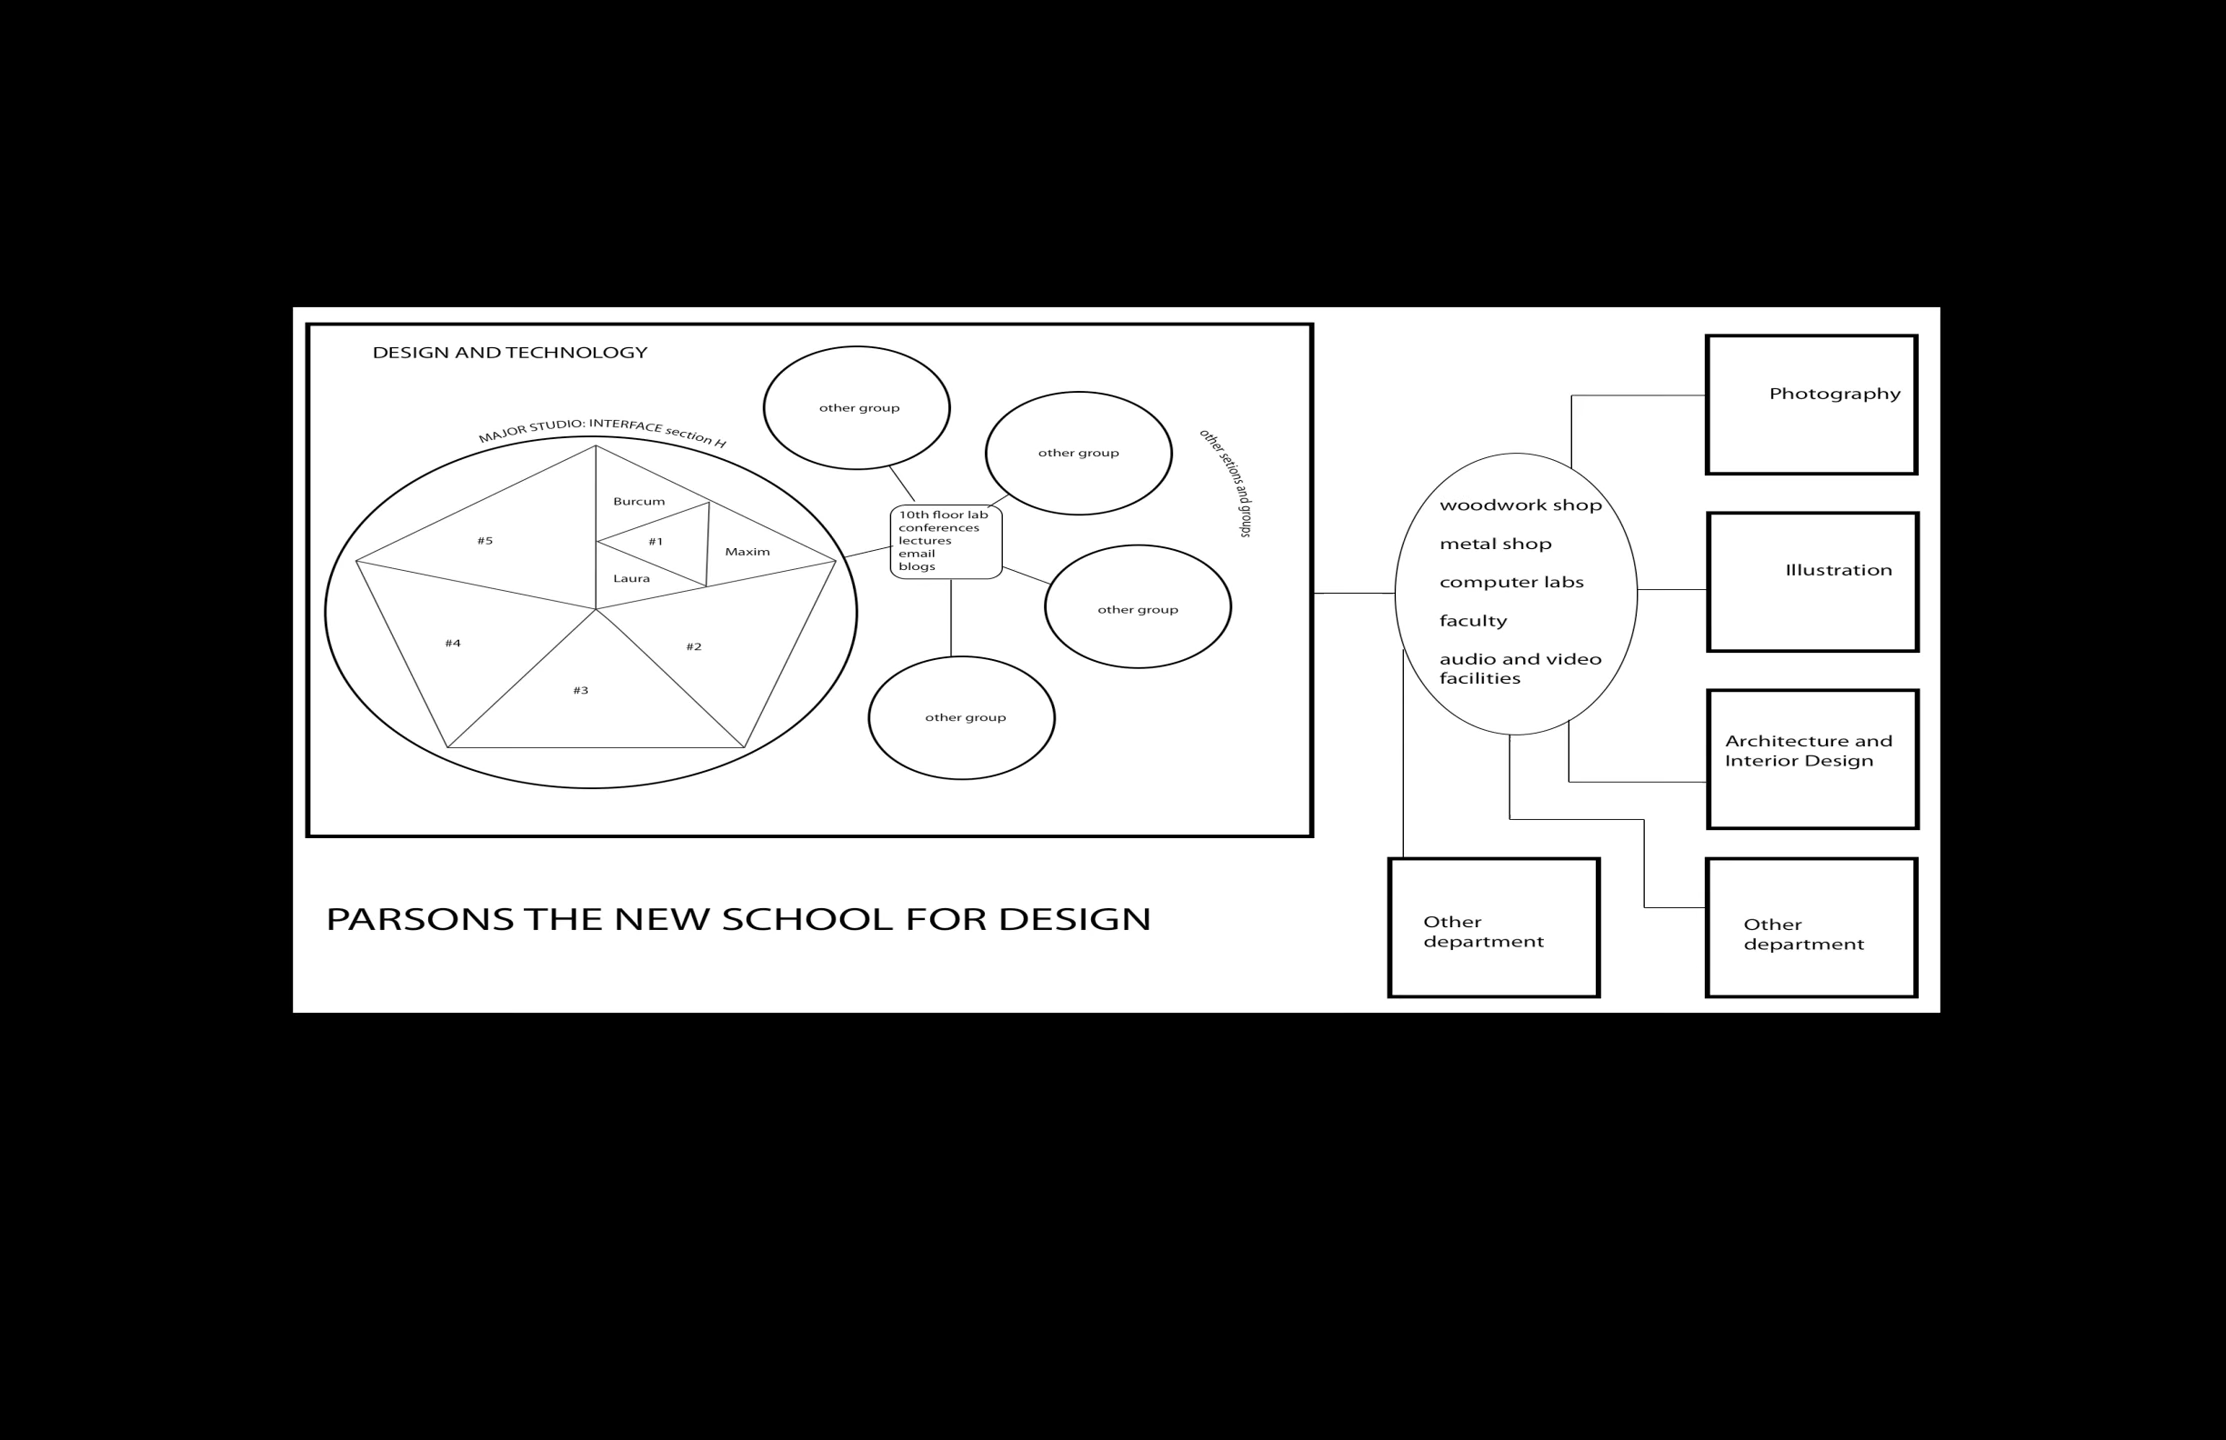 DESIGN AND TECHNOLOGY
MAJOR STUDIO: INTERFACE section H
Burcum
#1
Maxim
Laura
#5
#4
#3
#2
other group
other group
other group
other group
other setions and groups
10th floor lab
conferences
lectures
email
blogs
PARSONS THE NEW SCHOOL FOR DESIGN
woodwork shop
metal shop
computer labs
faculty
audio and video
facilities
Photography
Illustration
Architecture and
Interior Design
Other
department
Other
department